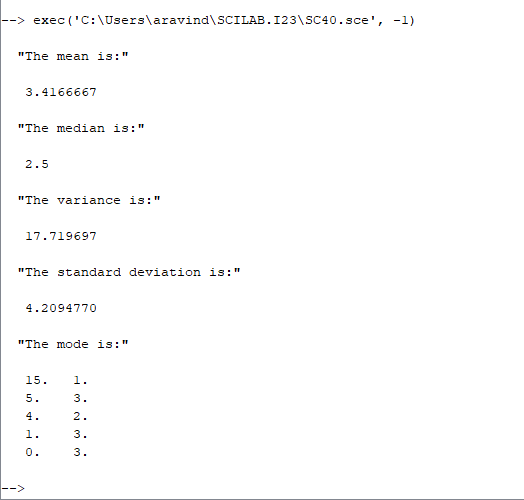 --> exec('C:\Users\aravind\SCILAB.I23\SC40.sce', -1)
"The mean is:"
3.4166667
"The median is:"
2.5
"The variance is:"
17.719697
"The standard deviation is:"
4.2094770
"The mode is:"
15. 1.
5. 3.
4. 2.
1. 3.
0. 3.
-->